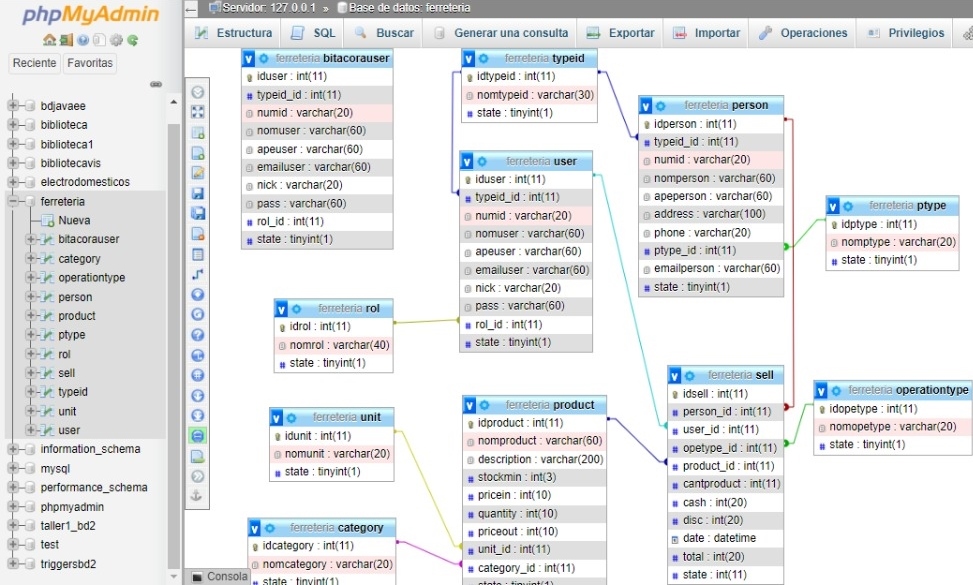 phpMyAdmin
Reciente Favoritas
bdjavaee
biblioteca
biblioteca1
bibliotecavis
electrodomesticos
ferreteria
Nueva
bitacorauser
category
operationtype
person
product
ptype
rol
sell
typeid
unit
user
information_schema
mysql
performance_schema
phpmyadmin
taller1_bd2
test
triggersbd2
Servidor: 127.0.0.1 » Base de datos: ferreteria
Estructura SQL Buscar Generar una consulta Exportar Importar Operaciones Privilegios
v ferreteria bitacorauser
iduser : int(11)
typeid_id : int(11)
numid : varchar(20)
nomuser : varchar(60)
apeuser : varchar(60)
emailuser : varchar(60)
nick : varchar(20)
pass : varchar(60)
rol_id : int(11)
state : tinyint(1)
v ferreteria typeid
idtypeid : int(11)
nomtypeid : varchar(30)
state : tinyint(1)
v ferreteria person
idperson : int(11)
typeid_id : int(11)
numid : varchar(20)
nomperson : varchar(60)
apeperson : varchar(60)
address : varchar(100)
phone : varchar(20)
ptype_id : int(11)
emailperson : varchar(60)
state : tinyint(1)
v ferreteria user
iduser : int(11)
typeid_id : int(11)
numid : varchar(20)
nomuser : varchar(60)
apeuser : varchar(60)
emailuser : varchar(60)
nick : varchar(20)
pass : varchar(60)
rol_id : int(11)
state : tinyint(1)
v ferreteria ptype
idptype : int(11)
nomptype : varchar(20)
state : tinyint(1)
v ferreteria rol
idrol : int(11)
nomrol : varchar(40)
state : tinyint(1)
v ferreteria sell
idsell : int(11)
person_id : int(11)
user_id : int(11)
opetype_id : int(11)
product_id : int(11)
cantproduct : int(11)
cash : int(20)
disc : int(20)
date : datetime
total : int(20)
state : int(11)
v ferreteria operationtype
idopetype : int(11)
nomopetype : varchar(20)
state : tinyint(1)
v ferreteria unit
idunit : int(11)
nomunit : varchar(20)
state : tinyint(1)
v ferreteria product
idproduct : int(11)
nomproduct : varchar(60)
description : varchar(200)
stockmin : int(3)
pricein : int(10)
quantity : int(10)
priceout : int(10)
unit_id : int(11)
category_id : int(11)
state : tinyint(1)
v ferreteria category
idcategory : int(11)
nomcategory : varchar(20)
state : tinyint(1)
Consola